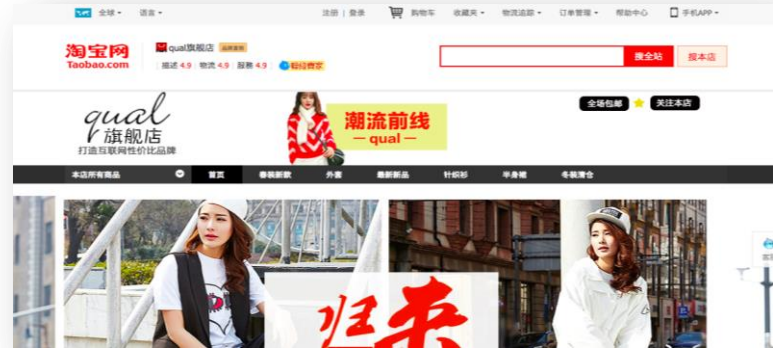 全球 语言 注册 | 登录 购物车 收藏夹 物流追踪 订单管理 帮助中心 手机APP
淘宝网 qual旗舰店 品牌直销
Taobao.com 描述 4.9 物流 4.9 服务 4.9
搜全站 搜本店
qual
旗舰店
打造互联网性价比品牌
潮流前线
— qual —
全场包邮 关注本店
本店所有商品 首页 春装新款 外套 最新新品 针织衫 半身裙 冬装清仓
归来